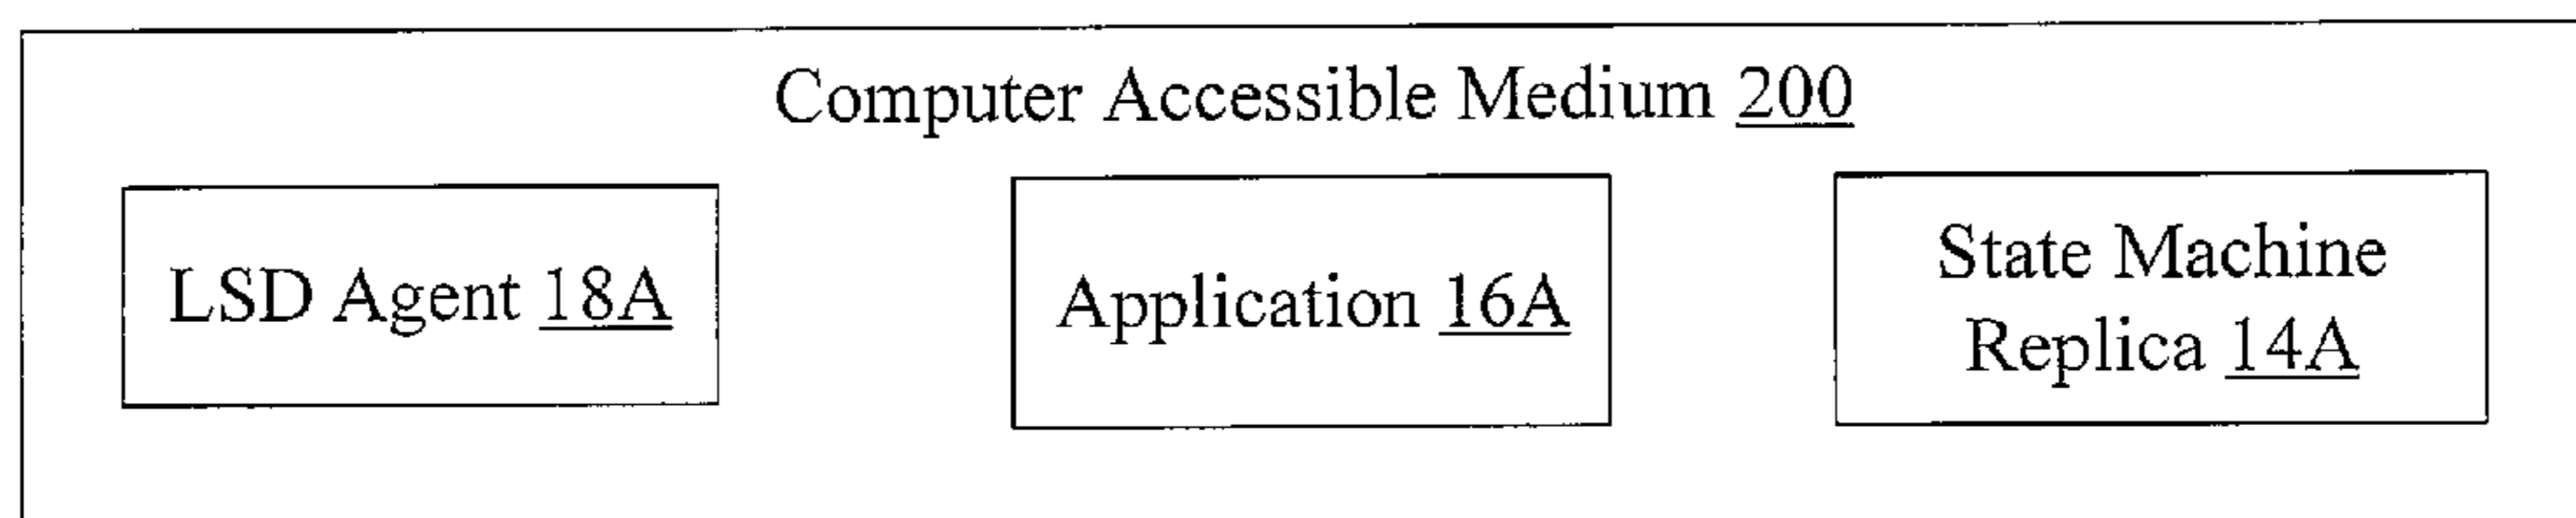 Computer Accessible Medium 200
LSD Agent 18A
Application 16A
State Machine
Replica 14A